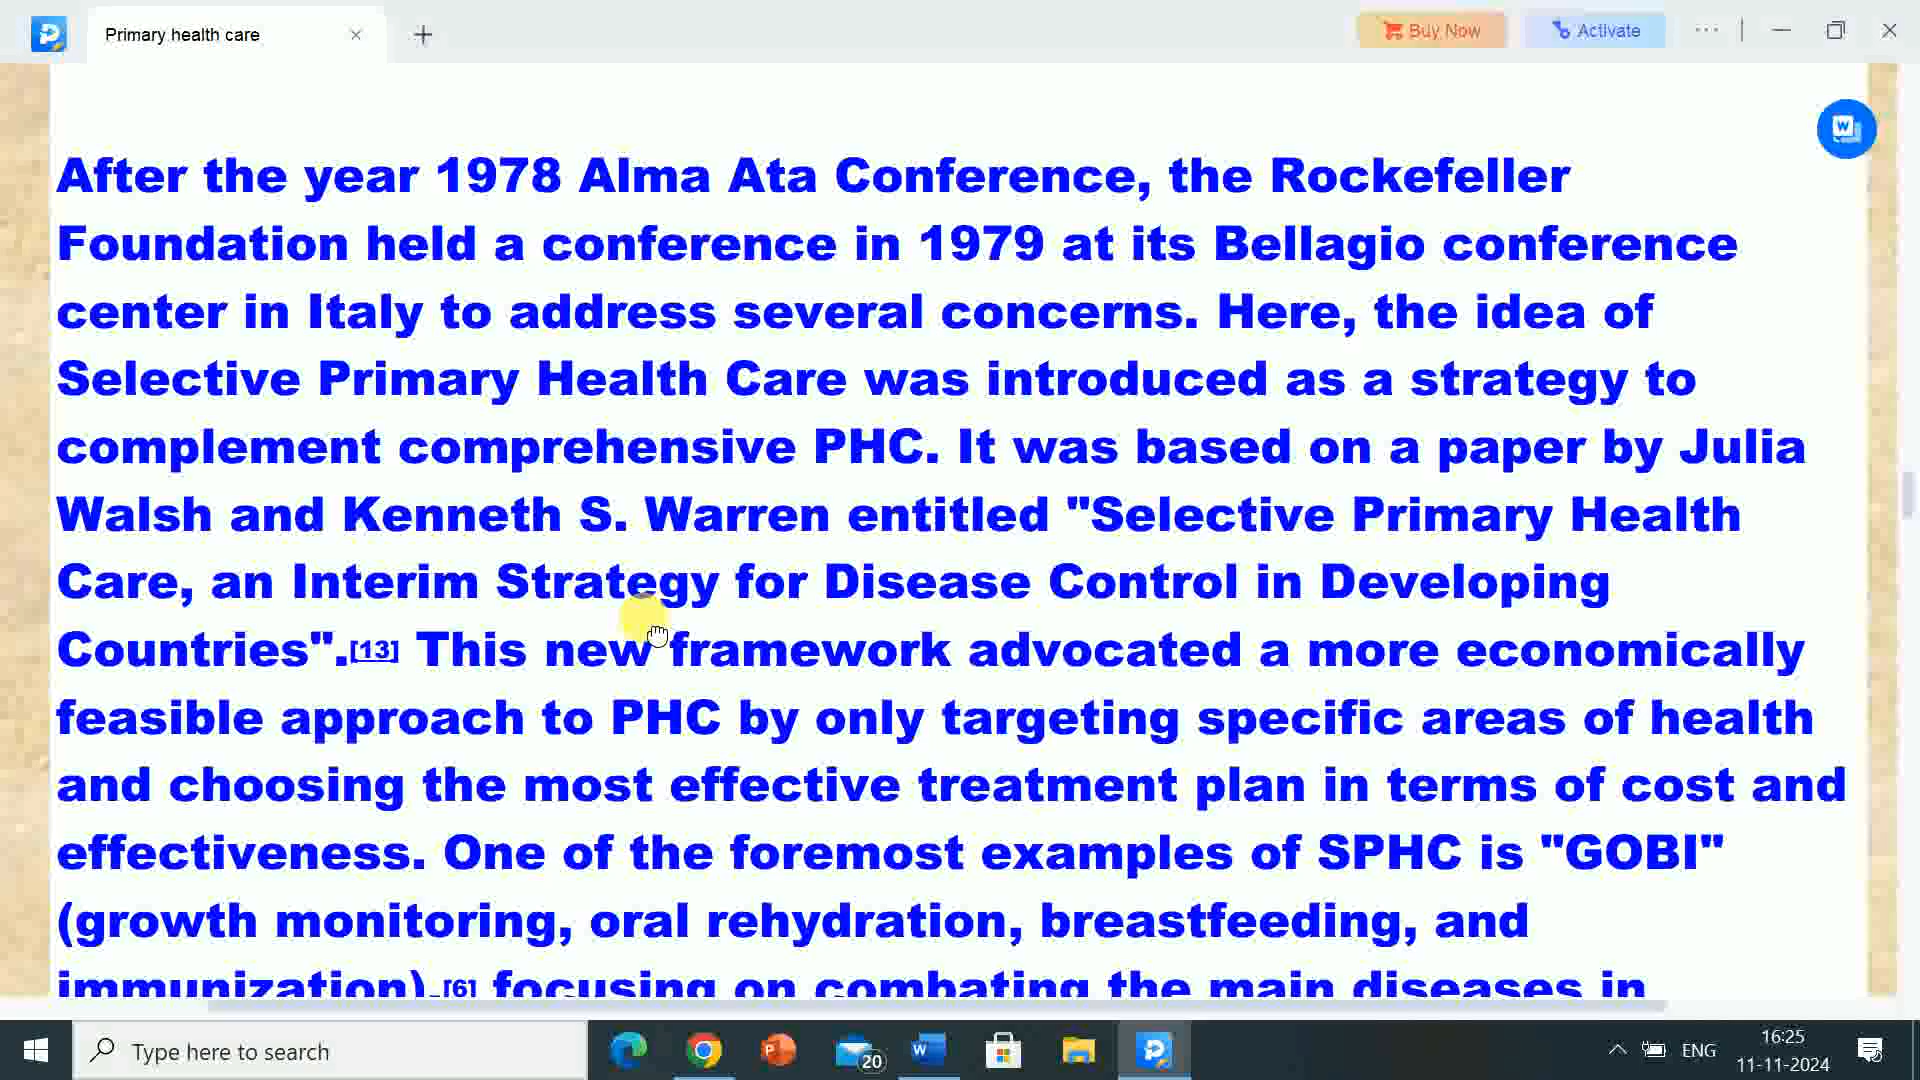 Primary health care
Buy Now
Activate
After the year 1978 Alma Ata Conference, the Rockefeller
Foundation held a conference in 1979 at its Bellagio conference
center in Italy to address several concerns. Here, the idea of
Selective Primary Health Care was introduced as a strategy to
complement comprehensive PHC. It was based on a paper by Julia
Walsh and Kenneth S. Warren entitled "Selective Primary Health
Care, an Interim Strategy for Disease Control in Developing
Countries".[13] This new framework advocated a more economically
feasible approach to PHC by only targeting specific areas of health
and choosing the most effective treatment plan in terms of cost and
effectiveness. One of the foremost examples of SPHC is "GOBI"
(growth monitoring, oral rehydration, breastfeeding, and
immunization).[6] focusing on combating the main diseases in
Type here to search
20
ENG
16:25
11-11-2024